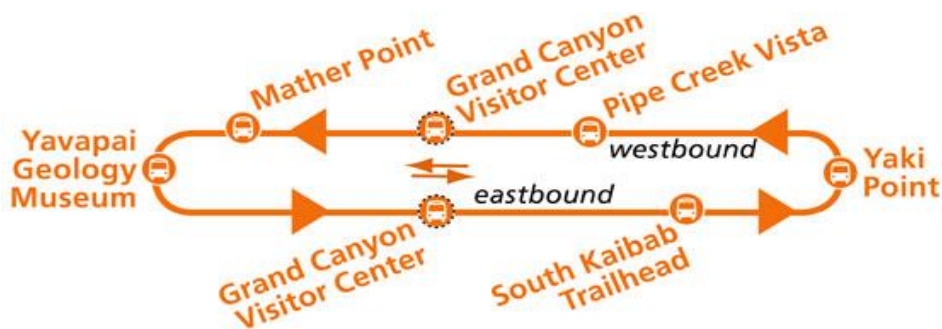 Mather Point
Grand Canyon
Visitor Center
Pipe Creek Vista
Yavapai
Geology
Museum
westbound
Yaki
Point
eastbound
Grand Canyon
Visitor Center
South Kaibab
Trailhead